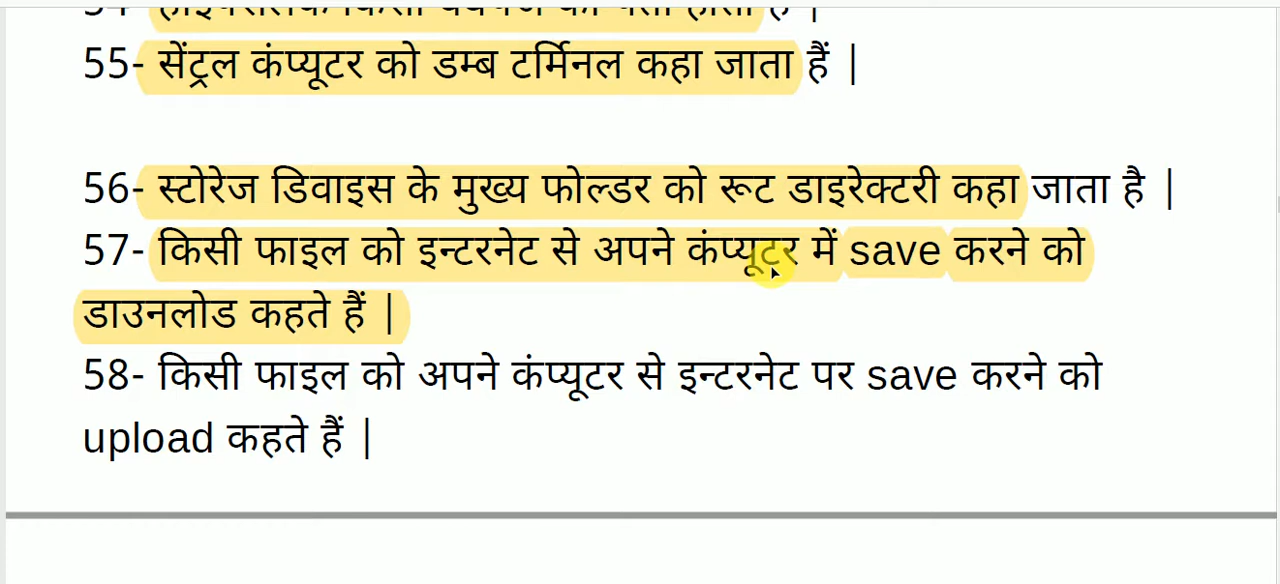 55- सेंट्रल कंप्यूटर को डम्ब टर्मिनल कहा जाता हैं |
56- स्टोरेज डिवाइस के मुख्य फोल्डर को रूट डाइरेक्टरी कहा जाता है |
57- किसी फाइल को इन्टरनेट से अपने कंप्यूटर में save करने को
डाउनलोड कहते हैं |
58- किसी फाइल को अपने कंप्यूटर से इन्टरनेट पर save करने को
upload कहते हैं |